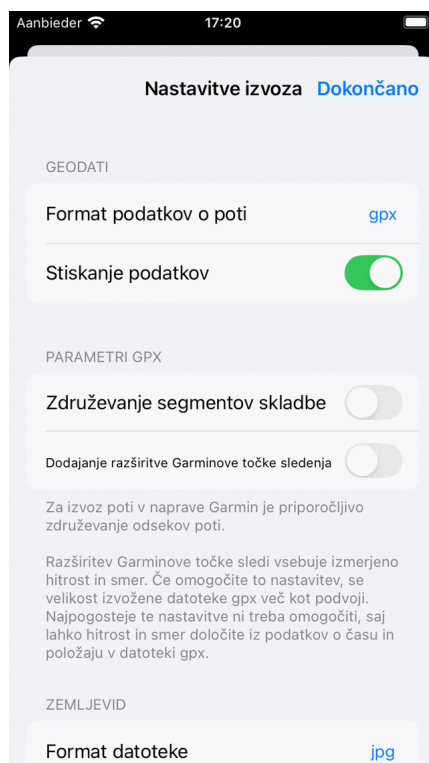 Aanbieder 17:20
Nastavitve izvoza Dokončano
GEODATI
Format podatkov o poti gpx
Stiskanje podatkov
PARAMETRI GPX
Združevanje segmentov skladbe
Dodajanje razširitve Garminove točke sledenja
Za izvoz poti v naprave Garmin je priporočljivo
združevanje odsekov poti.
Razširitev Garminove točke sledi vsebuje izmerjeno
hitrost in smer. Če omogočite to nastavitev, se
velikost izvožene datoteke gpx več kot podvoji.
Najpogosteje te nastavitve ni treba omogočiti, saj
lahko hitrost in smer določite iz podatkov o času in
položaju v datoteki gpx.
ZEMLJEVID
Format datoteke jpg